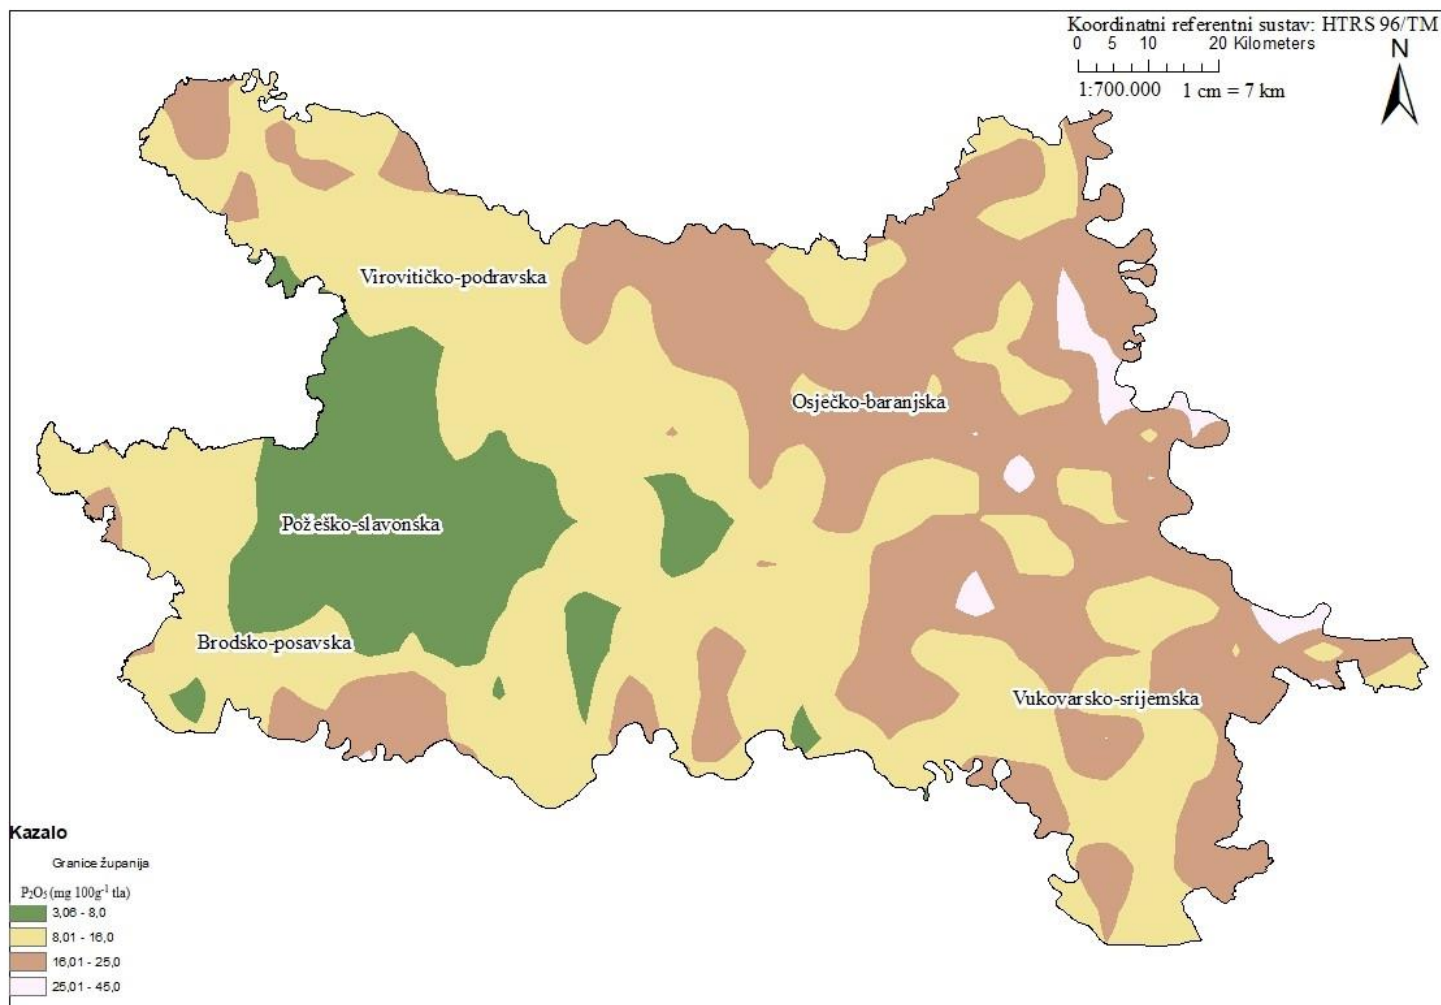 Koordinatni referentni sustav: HTRS 96/TM
0 5 10 20 Kilometers
N
1:700.000 1 cm = 7 km
Virovitičko-podravska
Osječko-baranjska
Požeško-slavonska
Brodsko-posavska
Vukovarsko-srijemska
Kazalo
Granice županija
P₂O₅ (mg 100g⁻¹ tla)
3,06 - 8,0
8,01 - 16,0
16,01 - 25,0
25,01 - 45,0